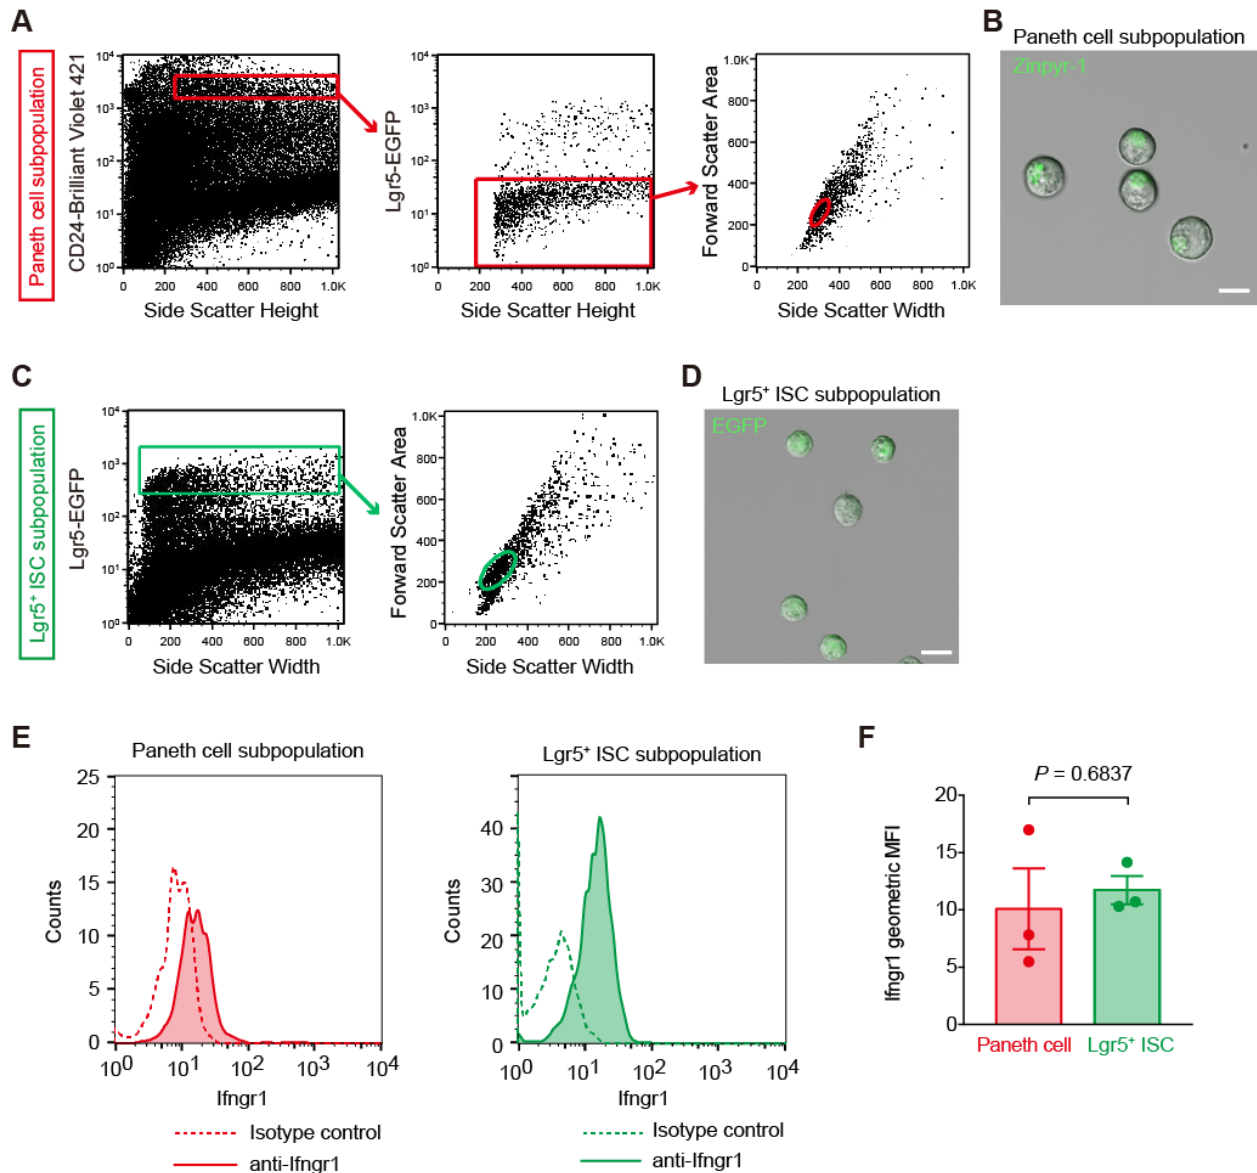 A
Paneth cell subpopulation
CD24-Brilliant Violet 421
10⁴
10³
10²
10¹
10⁰
0 200 400 600 800 1.0K
Side Scatter Height
Lgr5-EGFP
10⁴
10³
10²
10¹
10⁰
0 200 400 600 800 1.0K
Side Scatter Height
Forward Scatter Area
1.0K
800
600
400
200
0
0 200 400 600 800 1.0K
Side Scatter Width
B
Paneth cell subpopulation
Zinpyr-1
C
Lgr5⁺ ISC subpopulation
Lgr5-EGFP
10⁴
10³
10²
10¹
10⁰
0 200 400 600 800 1.0K
Side Scatter Width
Forward Scatter Area
1.0K
800
600
400
200
0
0 200 400 600 800 1.0K
Side Scatter Width
D
Lgr5⁺ ISC subpopulation
EGFP
E
Paneth cell subpopulation
Counts
25
20
15
10
5
0
10⁰ 10¹ 10² 10³ 10⁴
Ifngr1
Isotype control
anti-Ifngr1
Lgr5⁺ ISC subpopulation
Counts
40
30
20
10
0
10⁰ 10¹ 10² 10³ 10⁴
Ifngr1
Isotype control
anti-Ifngr1
F
P = 0.6837
Ifngr1 geometric MFI
20
15
10
5
0
Paneth cell Lgr5⁺ ISC